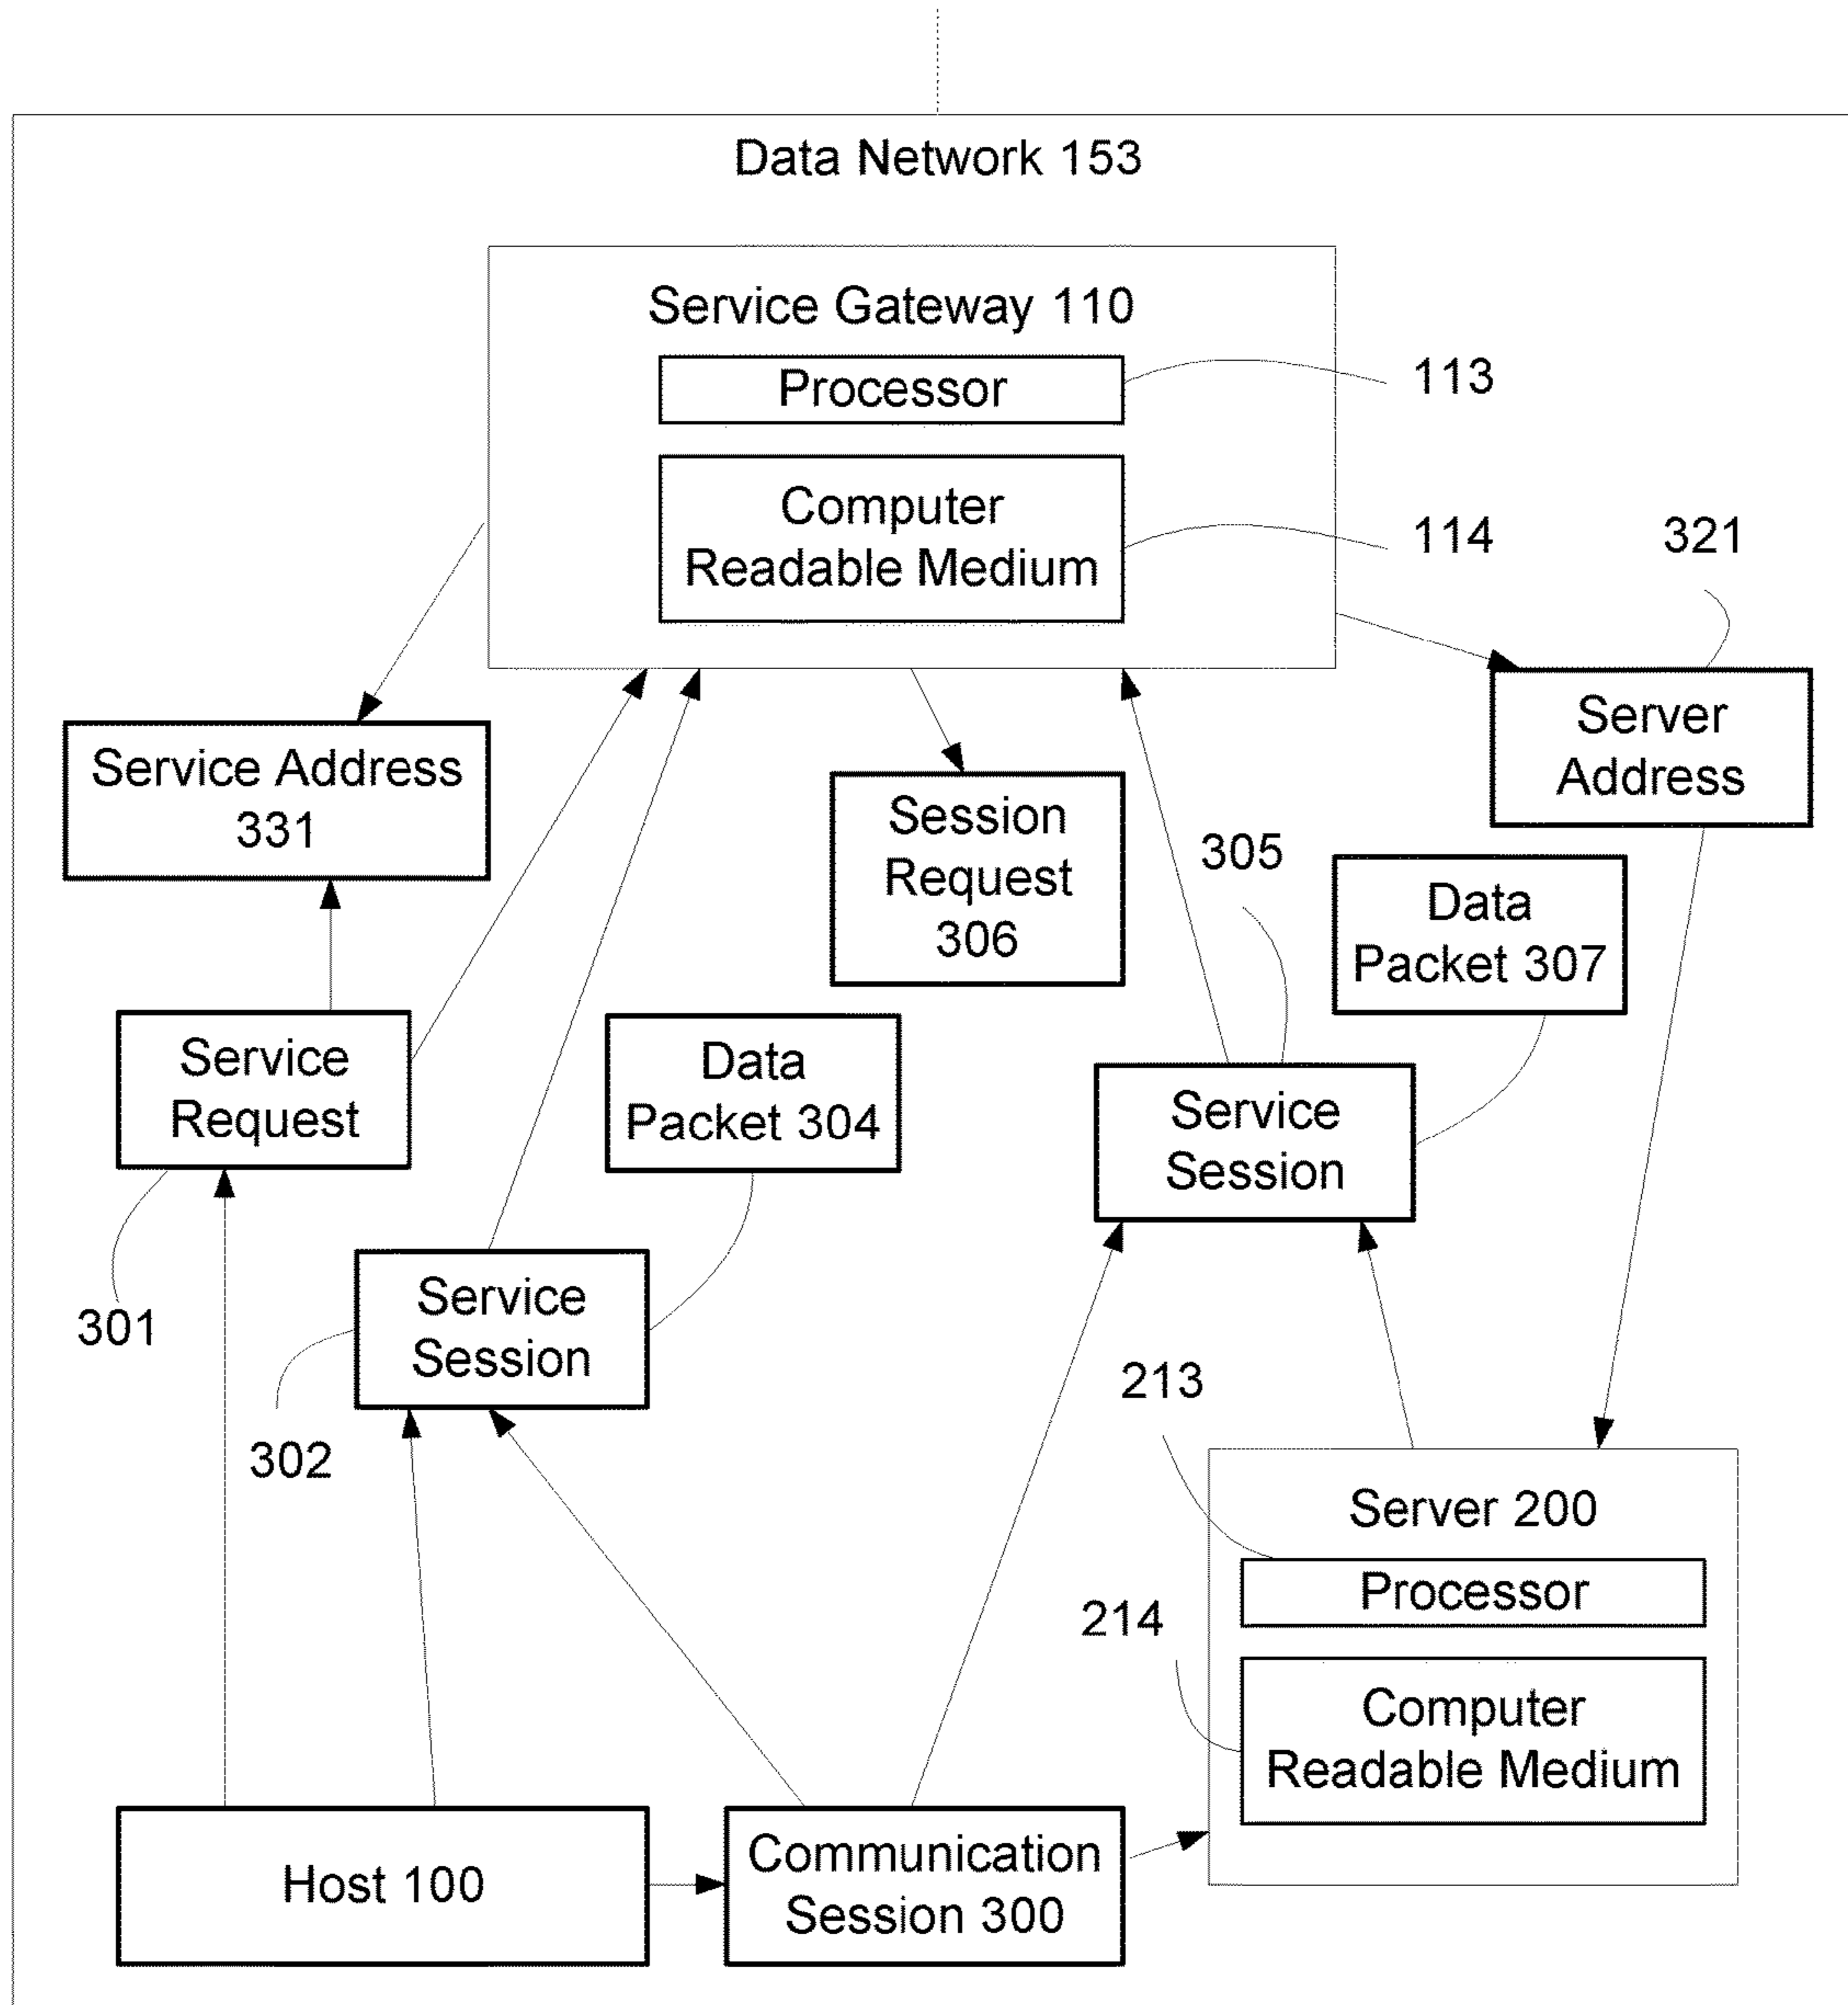 Data Network 153
Service Gateway 110
Processor
113
Computer
Readable Medium
114
321
Server
Address
Service Address
331
Session
Request
306
305
Data
Packet 307
Service
Request
Data
Packet 304
Service
Session
301
Service
Session
302
213
Server 200
Processor
214
Computer
Readable Medium
Host 100
Communication
Session 300